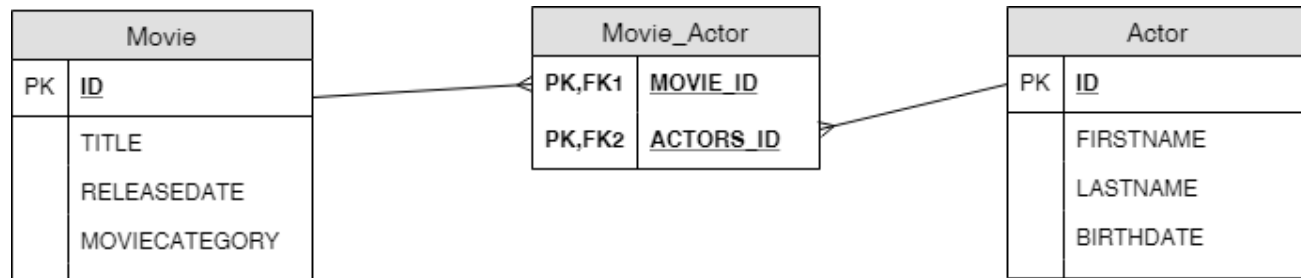 Movie
PK ID
TITLE
RELEASEDATE
MOVIECATEGORY
Movie_Actor
PK,FK1 MOVIE_ID
PK,FK2 ACTORS_ID
Actor
PK ID
FIRSTNAME
LASTNAME
BIRTHDATE